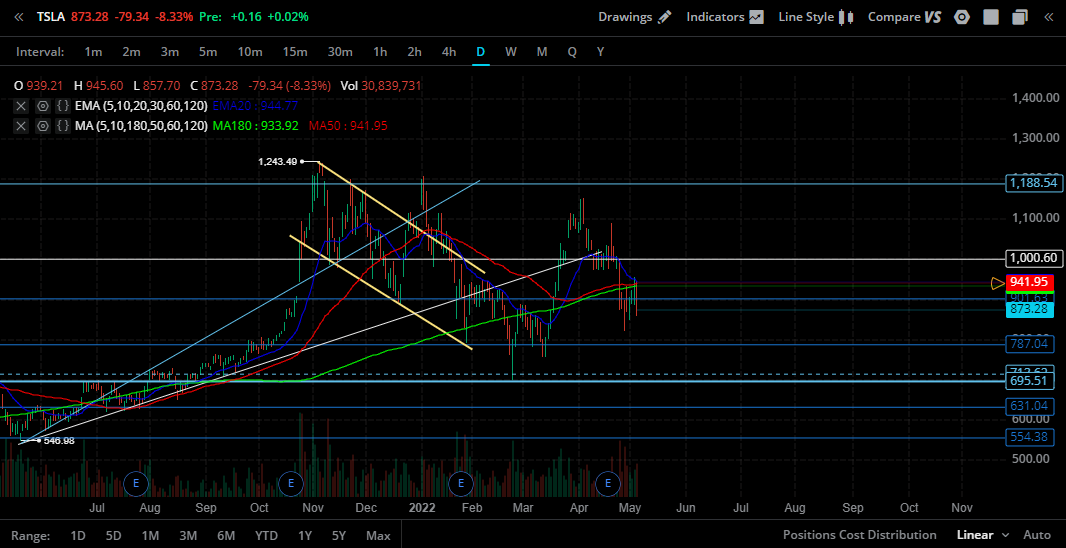 « TSLA 873.28 -79.34 -8.33% Pre: +0.16 +0.02% Drawings Indicators Line Style Compare VS «
Interval: 1m 2m 3m 5m 10m 15m 30m 1h 2h 4h D W M Q Y
O 939.21 H 945.60 L 857.70 C 873.28 -79.34 (-8.33%) Vol 30,839,731
EMA (5,10,20,30,60,120) EMA20 : 944.77
MA (5,10,180,50,60,120) MA180 : 933.92 MA50 : 941.95
1,400.00
1,300.00
1,243.49
1,188.54
1,100.00
1,000.60
941.95
901.63
873.28
787.04
695.51
631.04
600.00
546.98
554.38
500.00
E E E E
Jul Aug Sep Oct Nov Dec 2022 Feb Mar Apr May Jun Jul Aug Sep Oct Nov
Range: 1D 5D 1M 3M 6M YTD 1Y 5Y Max Positions Cost Distribution Linear Auto